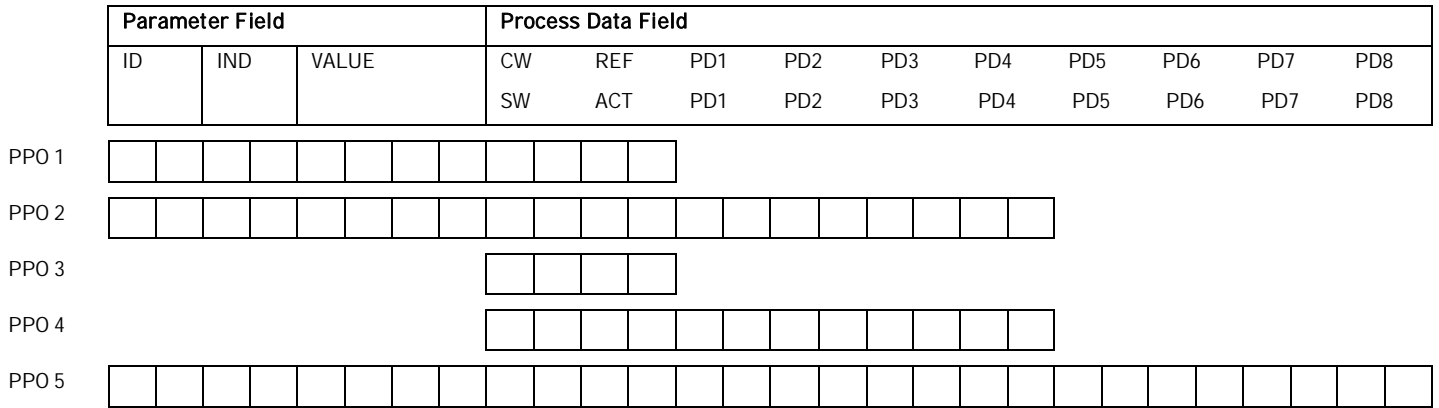 Parameter Field Process Data Field
ID IND VALUE CW REF PD1 PD2 PD3 PD4 PD5 PD6 PD7 PD8
SW ACT PD1 PD2 PD3 PD4 PD5 PD6 PD7 PD8
PPO 1
PPO 2
PPO 3
PPO 4
PPO 5